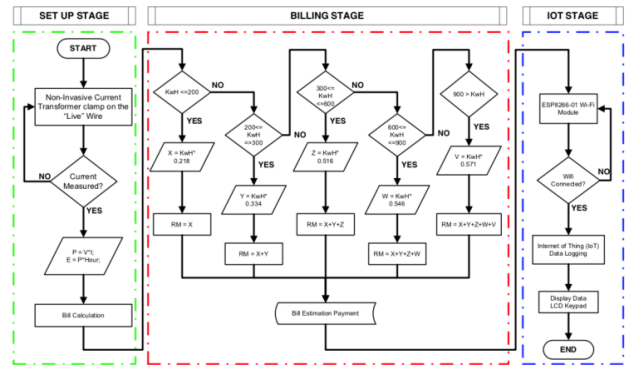 SET UP STAGE
BILLING STAGE
IOT STAGE
START
Non-Invasive Current
Transformer clamp on the
"Live" Wire
NO
Current
Measured?
YES
P = V*I;
E = P*Hour;
Bill Calculation
KwH <=200
NO
YES
X = KwH*
0.218
RM = X
200<=
KwH
<=300
NO
YES
Y = KwH*
0.334
RM = X+Y
300<=
KwH
<=600
NO
YES
Z = KwH*
0.516
RM = X+Y+Z
600<=
KwH
<=900
NO
YES
W = KwH*
0.546
RM = X+Y+Z+W
900 > KwH
YES
V = KwH*
0.571
RM = X+Y+Z+W+V
Bill Estimation Payment
ESP8266-01 Wi-Fi
Module
Wifi
Connected?
NO
YES
Internet of Thing (IoT)
Data Logging
Display Data
LCD Keypad
END